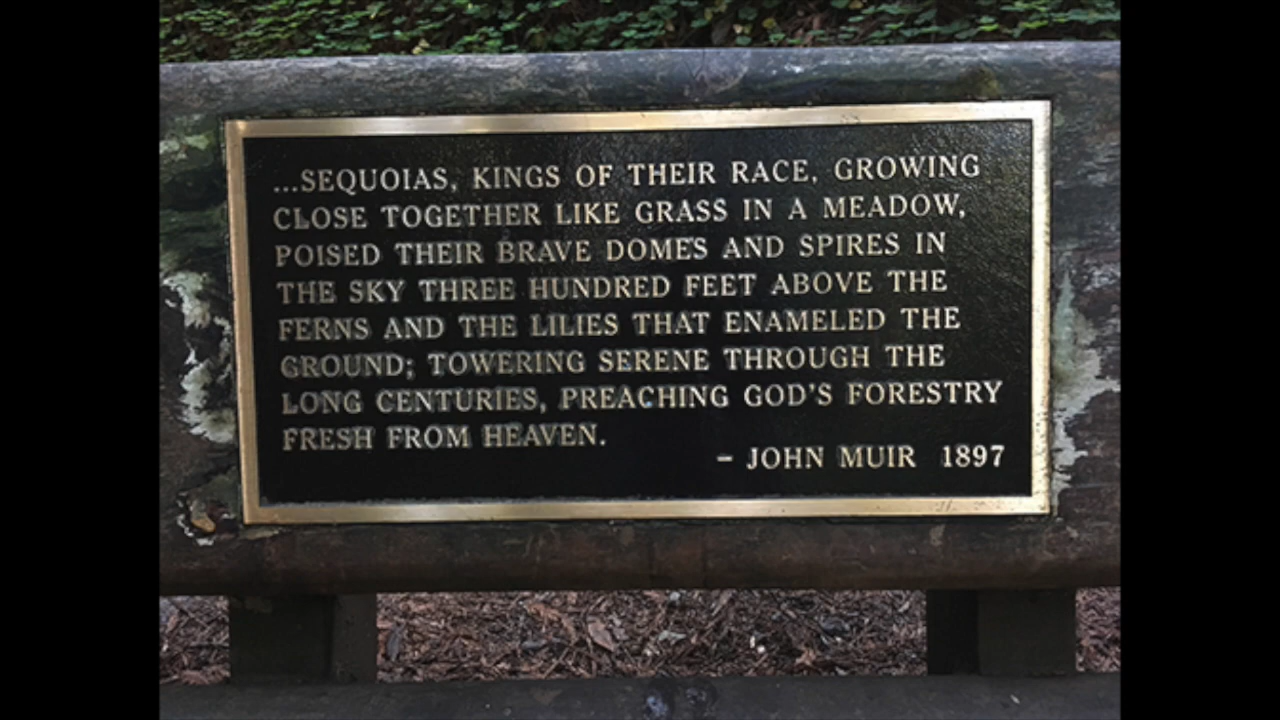 ...SEQUOIAS, KINGS OF THEIR RACE, GROWING
CLOSE TOGETHER LIKE GRASS IN A MEADOW,
POISED THEIR BRAVE DOMES AND SPIRES IN
THE SKY THREE HUNDRED FEET ABOVE THE
FERNS AND THE LILIES THAT ENAMELED THE
GROUND; TOWERING SERENE THROUGH THE
LONG CENTURIES, PREACHING GOD'S FORESTRY
FRESH FROM HEAVEN.
– JOHN MUIR 1897